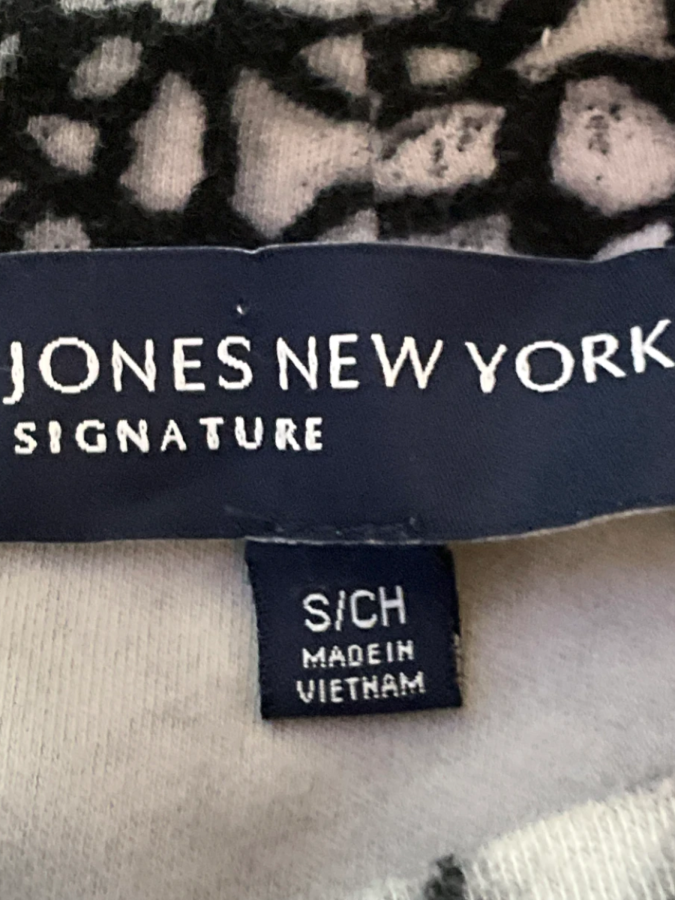 JONES NEW YORK
SIGNATURE
S/CH
MADE IN
VIETNAM